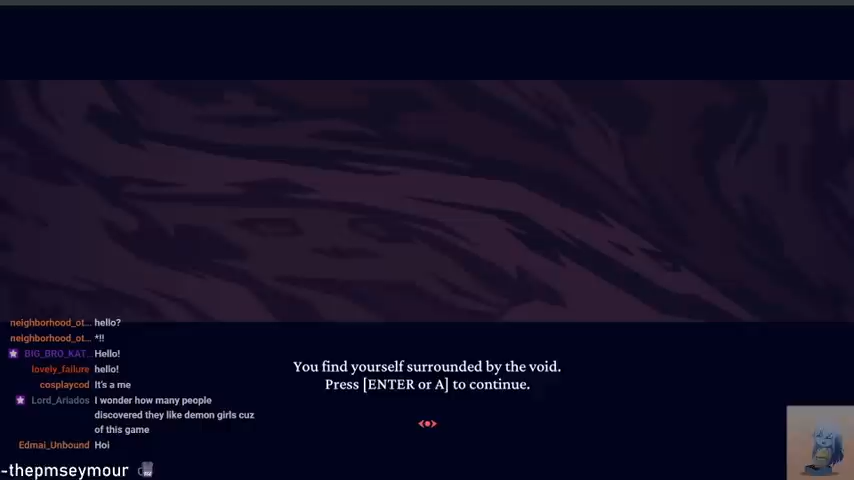 neighborhood_ot... hello?
neighborhood_ot... *!!
BIG_BRO_KAT... Hello!
lovely_failure hello!
cosplaycod It's a me
Lord_Ariados I wonder how many people
discovered they like demon girls cuz
of this game
Edmai_Unbound Hoi
-thepmseymour
You find yourself surrounded by the void.
Press [ENTER or A] to continue.